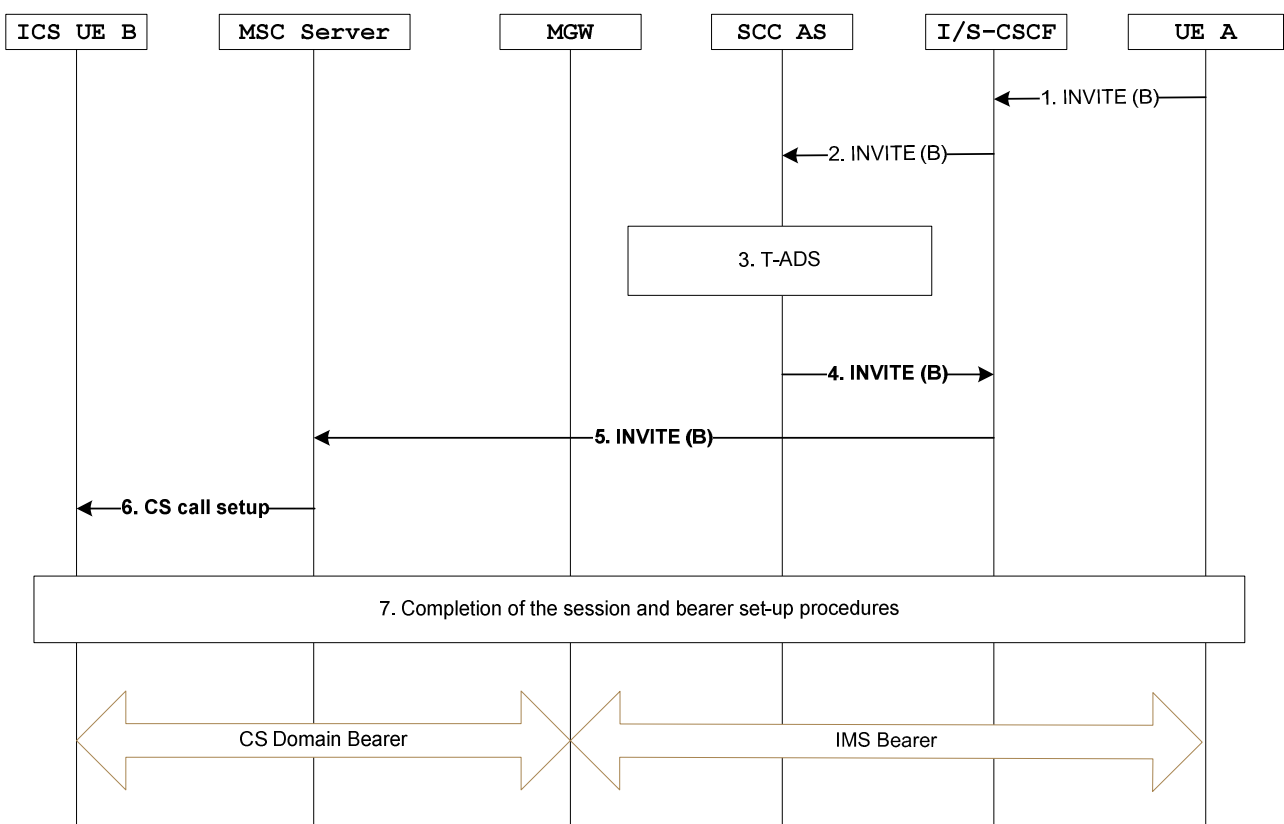 ICS UE B
MSC Server
MGW
SCC AS
I/S-CSCF
UE A
1. INVITE (B)
2. INVITE (B)
3. T-ADS
4. INVITE (B)
5. INVITE (B)
6. CS call setup
7. Completion of the session and bearer set-up procedures
CS Domain Bearer
IMS Bearer